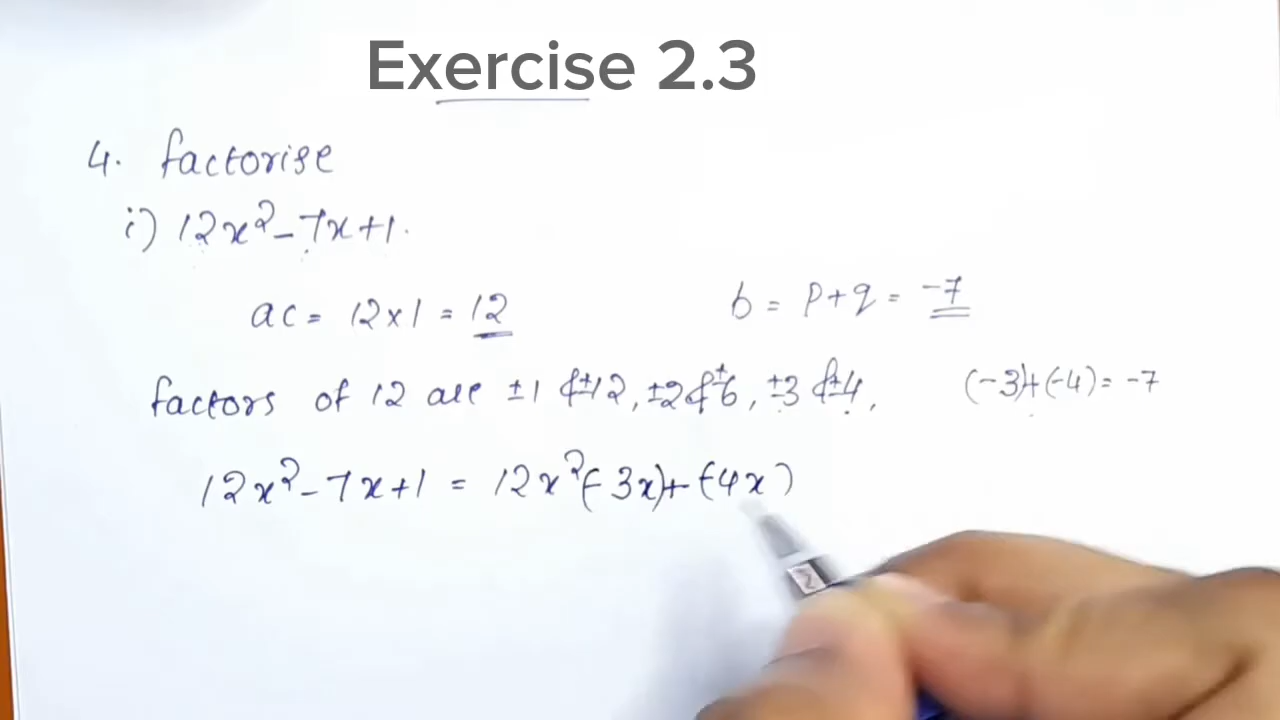 Exercise 2.3
4. factorise
i) 12x²-7x+1.
ac = 12×1 = 12
b = p+q = -7
factors of 12 are ±1 & ±12, ±2 & ±6, ±3 & ±4, (-3)+(-4) = -7
12x²-7x+1 = 12x²(-3x)+(-4x)